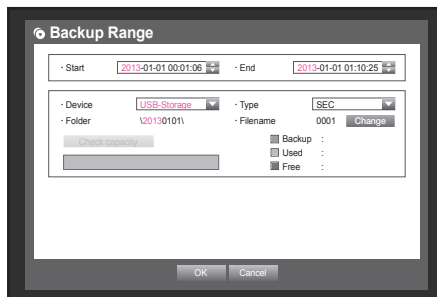 Backup Range
· Start 2013-01-01 00:01:06 · End 2013-01-01 01:10:25
· Device USB-Storage · Type SEC
· Folder \20130101\ · Filename 0001 Change
Check capacity Backup :
Used :
Free :
OK Cancel